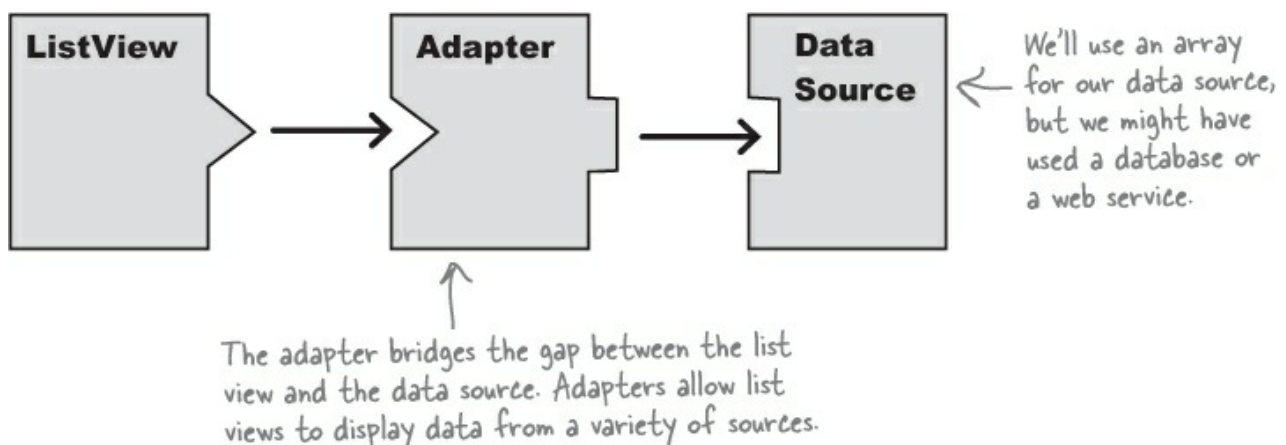 ListView
Adapter
Data
Source
We'll use an array
for our data source,
but we might have
used a database or
a web service.
The adapter bridges the gap between the list
view and the data source. Adapters allow list
views to display data from a variety of sources.